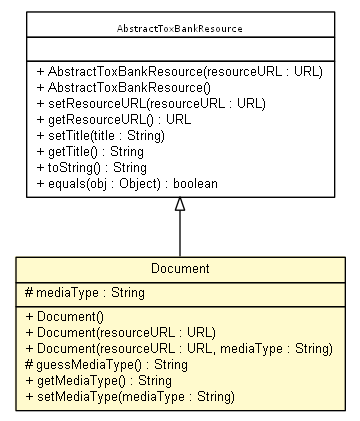 AbstractToxBankResource
+ AbstractToxBankResource(resourceURL : URL)
+ AbstractToxBankResource()
+ setResourceURL(resourceURL : URL)
+ getResourceURL() : URL
+ setTitle(title : String)
+ getTitle() : String
+ toString() : String
+ equals(obj : Object) : boolean
Document
# mediaType : String
+ Document()
+ Document(resourceURL : URL)
+ Document(resourceURL : URL, mediaType : String)
# guessMediaType() : String
+ getMediaType() : String
+ setMediaType(mediaType : String)